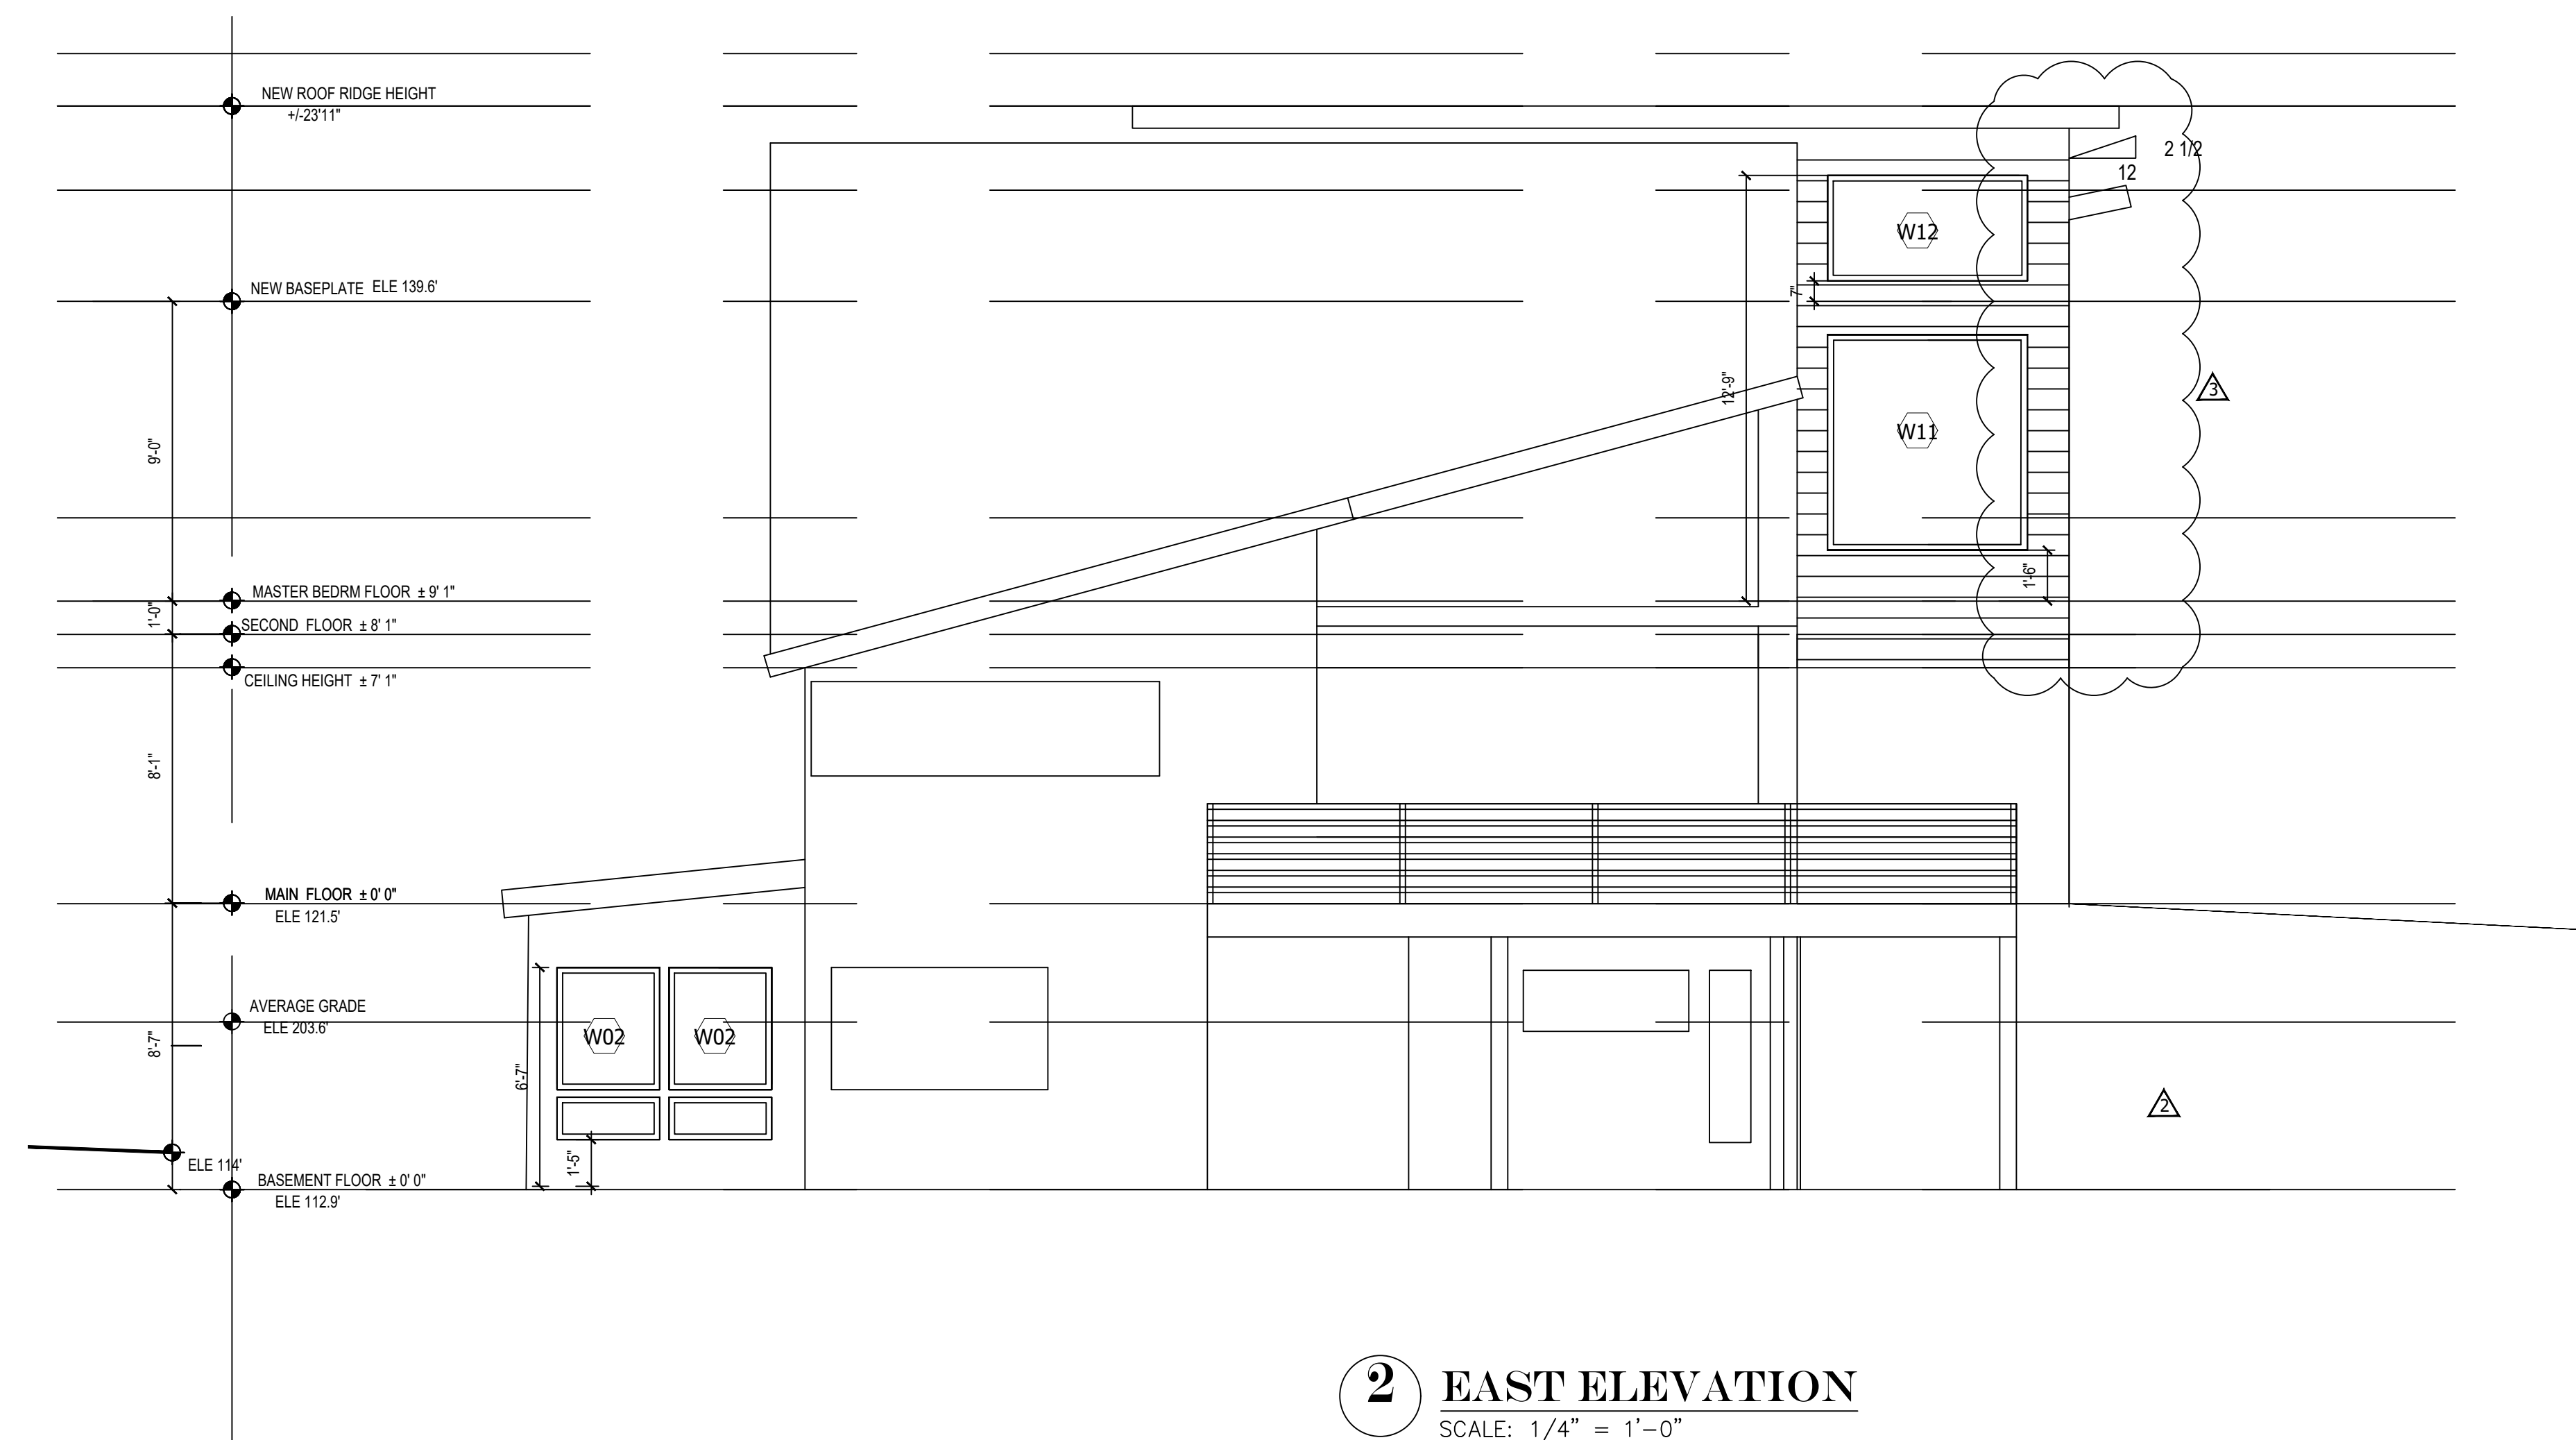 NEW ROOF RIDGE HEIGHT
+/-23'11"
2 1/2
12
W12
NEW BASEPLATE ELE 139.6'
7"
12'-9"
3
W11
9'-0"
1'-6"
MASTER BEDRM FLOOR ± 9' 1"
1'-0"
SECOND FLOOR ± 8' 1"
CEILING HEIGHT ± 7' 1"
8'-1"
MAIN FLOOR ± 0' 0"
ELE 121.5'
AVERAGE GRADE
ELE 203.6'
W02 W02
8'-7"
6'-7"
2
1'-5"
ELE 114'
BASEMENT FLOOR ± 0' 0"
ELE 112.9'
2 EAST ELEVATION
SCALE: 1/4" = 1'-0"